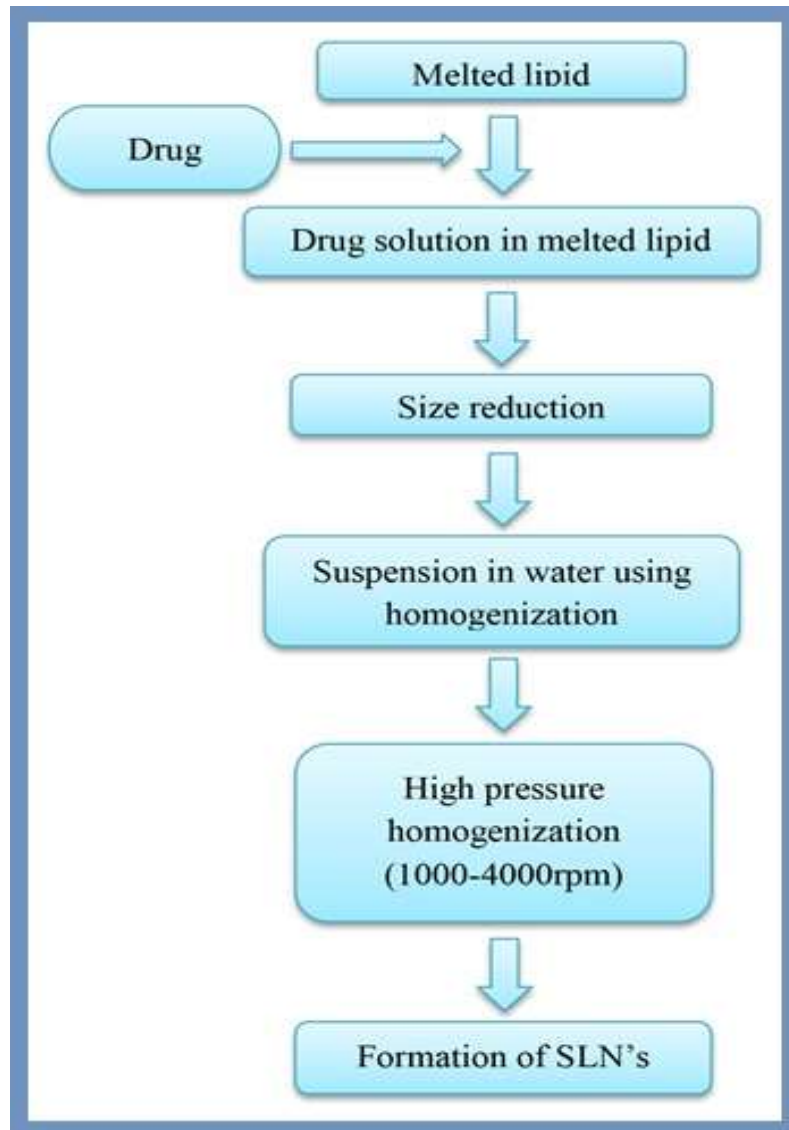 Melted lipid
Drug
Drug solution in melted lipid
Size reduction
Suspension in water using
homogenization
High pressure
homogenization
(1000-4000rpm)
Formation of SLN’s